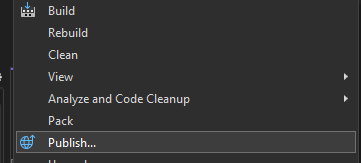 Build
Rebuild
Clean
View
Analyze and Code Cleanup
Pack
Publish...